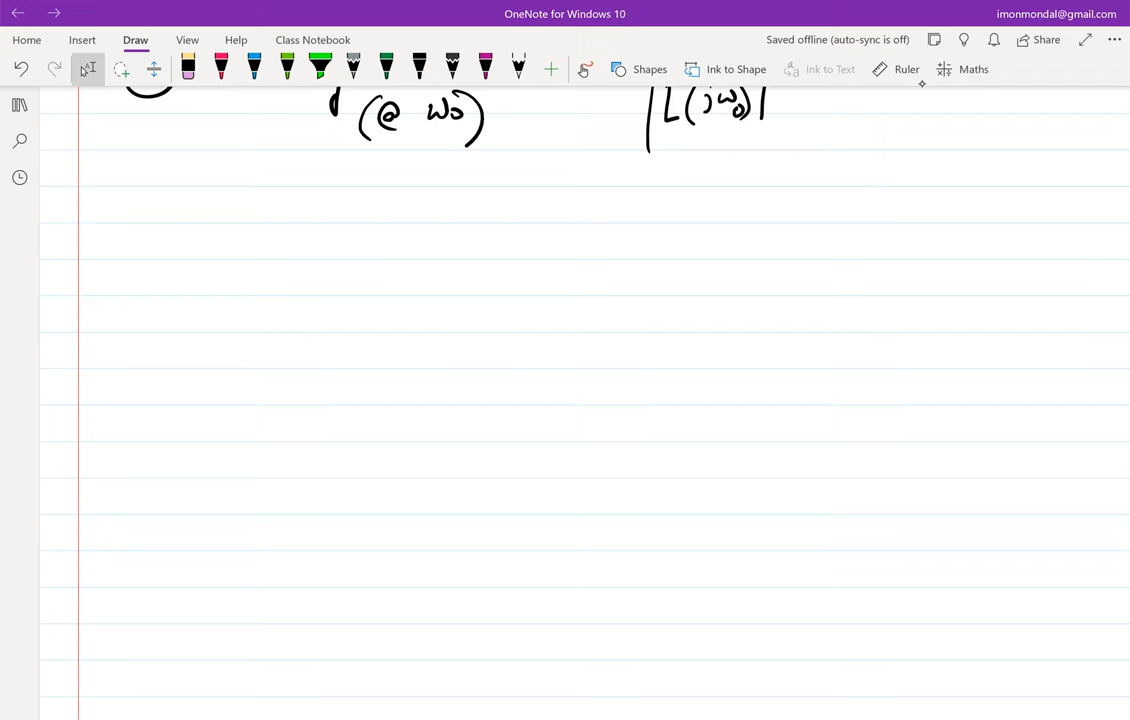 OneNote for Windows 10
imonmondal@gmail.com
Home Insert Draw View Help Class Notebook
Saved offline (auto-sync is off)
Share
Shapes
Ink to Shape
Ink to Text
Ruler
Maths
(@ ω0) |L(jω0)|